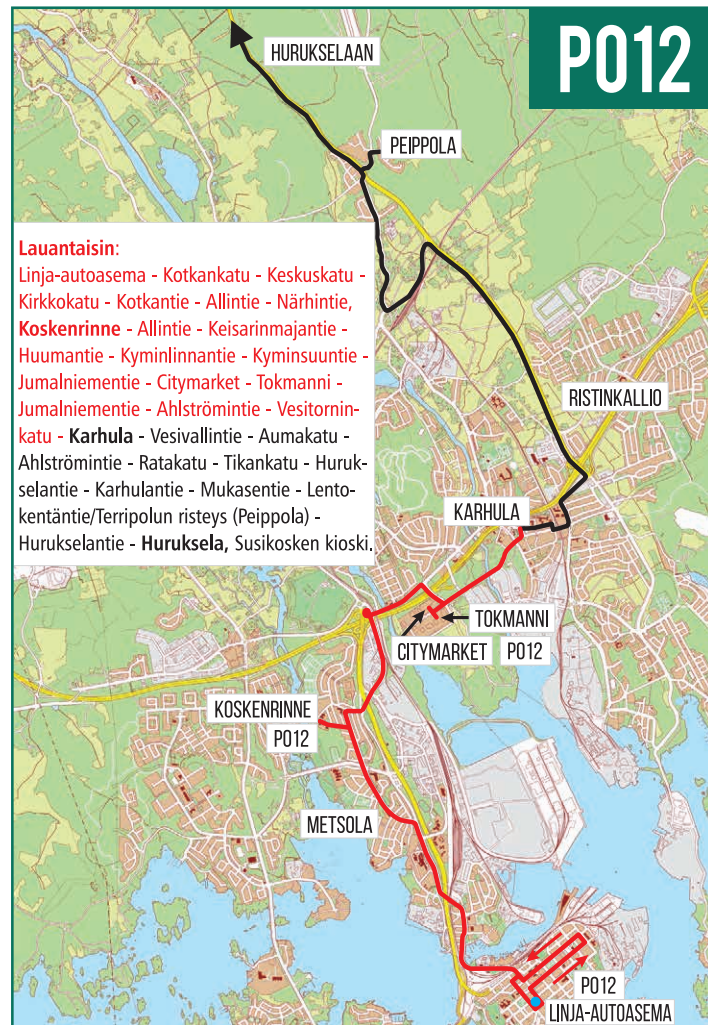 P012
HURUKSELAAN
PEIPPOLA
Lauantaisin:
Linja-autoasema - Kotkankatu - Keskuskatu -
Kirkkokatu - Kotkantie - Allintie - Närhintie,
Koskenrinne - Allintie - Keisarinmajantie -
Huumantie - Kyminlinnantie - Kyminsuuntie -
Jumalniementie - Citymarket - Tokmanni -
Jumalniementie - Ahlströmintie - Vesitornin-
katu - Karhula - Vesivallintie - Aumakatu -
Ahlströmintie - Ratakatu - Tikankatu - Huruk-
selantie - Karhulantie - Mukasentie - Lento-
kentäntie/Terripolun risteys (Peippola) -
Hurukselantie - Huruksela, Susikosken kioski.
RISTINKALLIO
KARHULA
TOKMANNI
CITYMARKET
P012
KOSKENRINNE
P012
METSOLA
P012
LINJA-AUTOASEMA